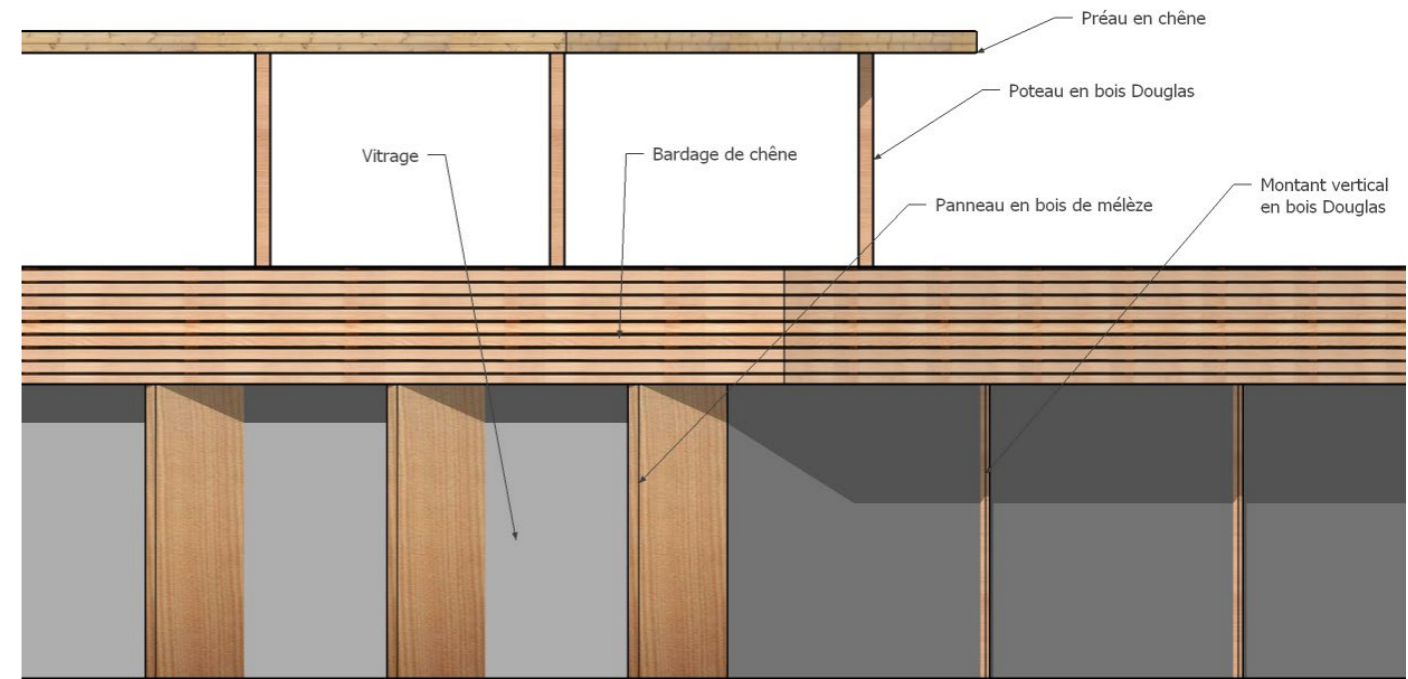 Préau en chêne
Poteau en bois Douglas
Vitrage
Bardage de chêne
Montant vertical
en bois Douglas
Panneau en bois de mélèze